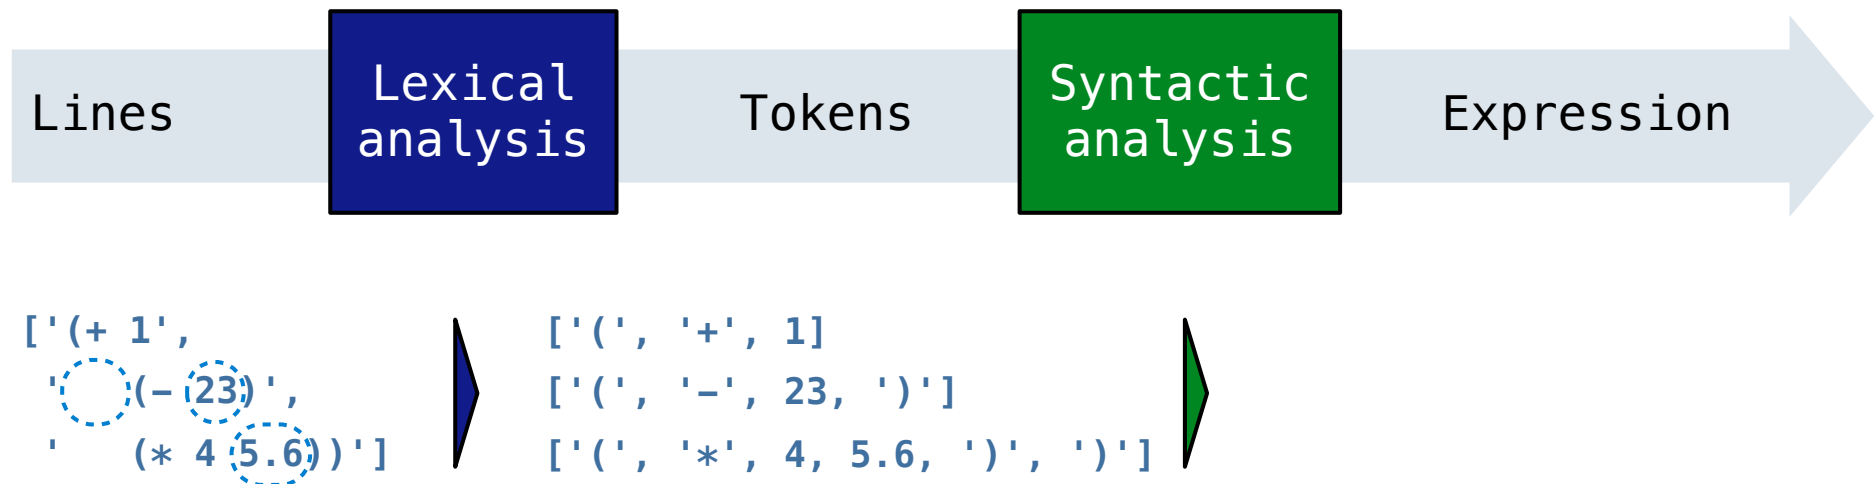 Lines
Lexical
analysis
Tokens
Syntactic
analysis
Expression
['(+ 1',
'   (- 23)',
'   (* 4 5.6))']
['(', '+', 1]
['(', '-', 23, ')']
['(', '*', 4, 5.6, ')', ')']